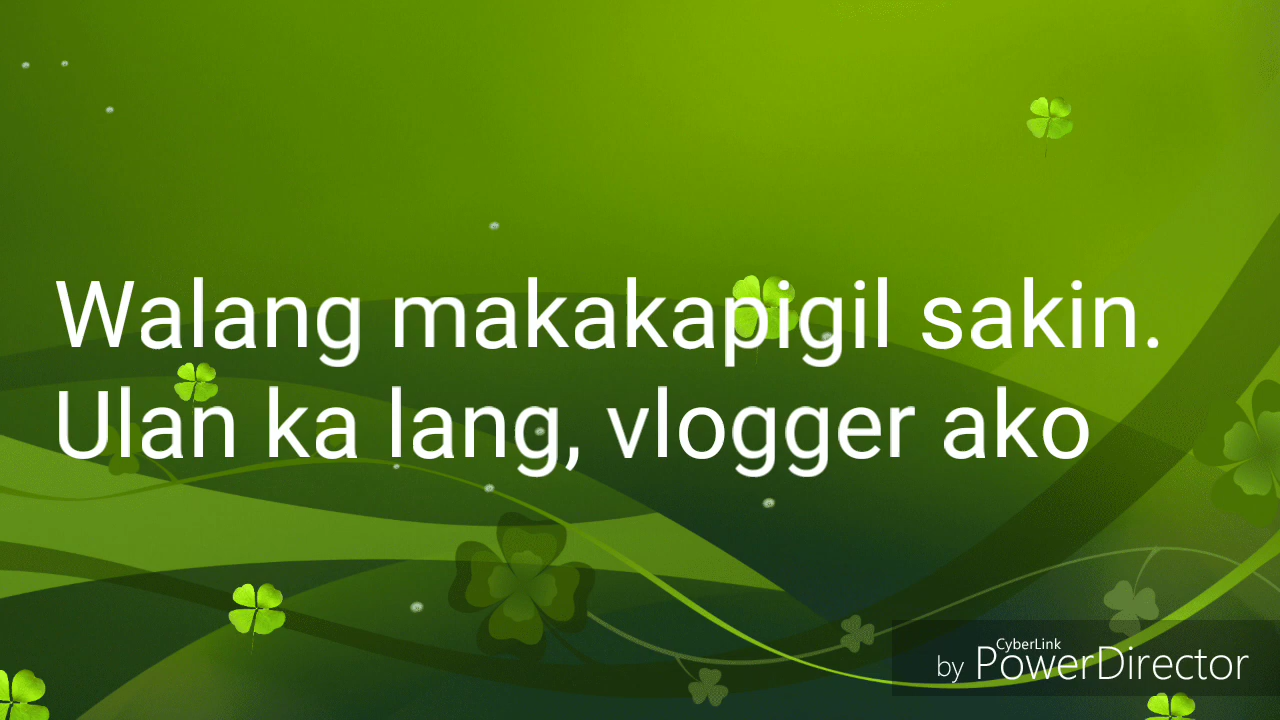 Walang makakapigil sakin.
Ulan ka lang, vlogger ako
CyberLink
by PowerDirector